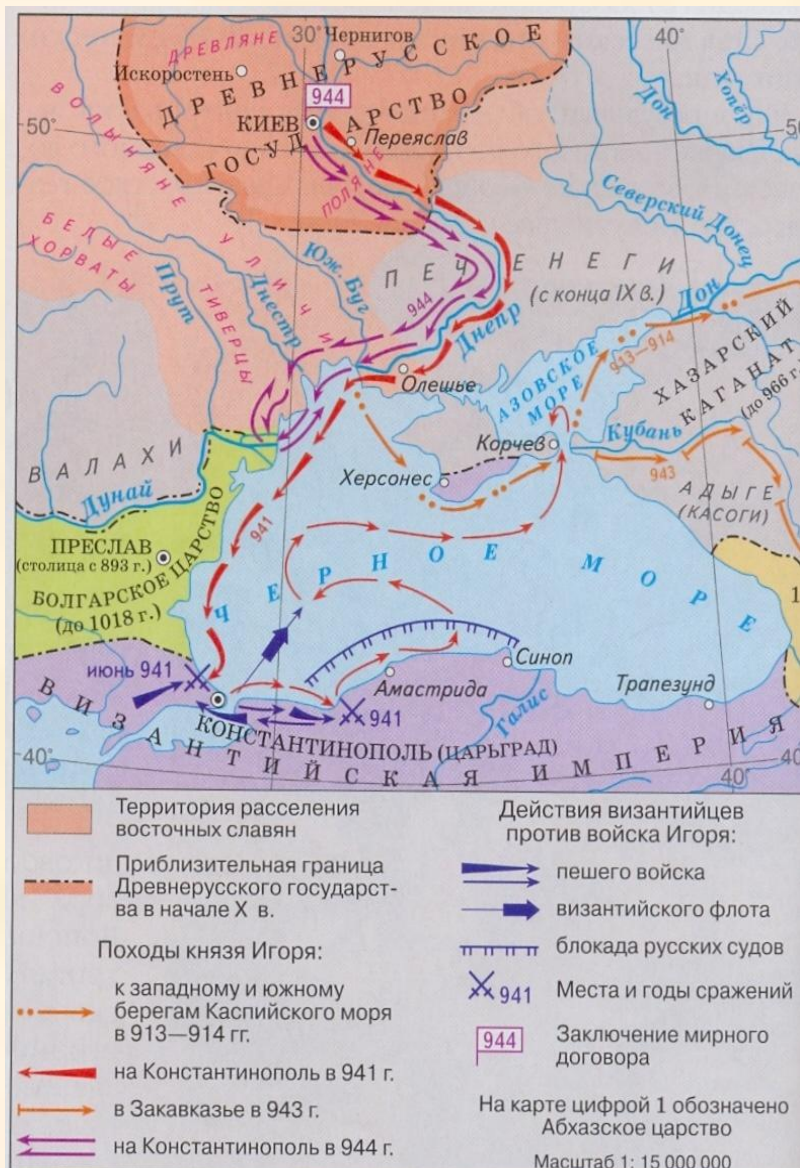 ДРЕВЛЯНЕ
30°
Чернигов
40°
Искоростень
ДРЕВНЕРУССКОЕ
ГОСУДАРСТВО
944
КИЕВ
Переяслав
ПОЛЯНЕ
50°
Дон
Хопёр
ВОЛЫНЯНЕ
БЕЛЫЕ
ХОРВАТЫ
УЛИЧИ
ТИВЕРЦЫ
Прут
Днестр
Юж. Буг
Северский Донец
ПЕЧЕНЕГИ
(с конца IX в.)
944
Днепр
Дон
913—914
АЗОВСКОЕ
МОРЕ
ХАЗАРСКИЙ
КАГАНАТ
(до 966 г.)
Олешье
Корчев
Кубань
943
Херсонес
АДЫГЕ
(КАСОГИ)
ВАЛАХИ
Дунай
941
ПРЕСЛАВ
(столица с 893 г.)
БОЛГАРСКОЕ ЦАРСТВО
(до 1018 г.)
ЧЕРНОЕ МОРЕ
1
июнь 941
Синоп
Амастрида
Трапезунд
941
Галис
КОНСТАНТИНОПОЛЬ (ЦАРЬГРАД)
ВИЗАНТИЙСКАЯ ИМПЕРИЯ
40°
40°
Территория расселения
восточных славян
Приблизительная граница
Древнерусского государст-
ва в начале X в.
Походы князя Игоря:
к западному и южному
берегам Каспийского моря
в 913—914 гг.
на Константинополь в 941 г.
в Закавказье в 943 г.
на Константинополь в 944 г.
Действия византийцев
против войска Игоря:
пешего войска
византийского флота
блокада русских судов
941
Места и годы сражений
944
Заключение мирного
договора
На карте цифрой 1 обозначено
Абхазское царство
Масштаб 1: 15 000 000